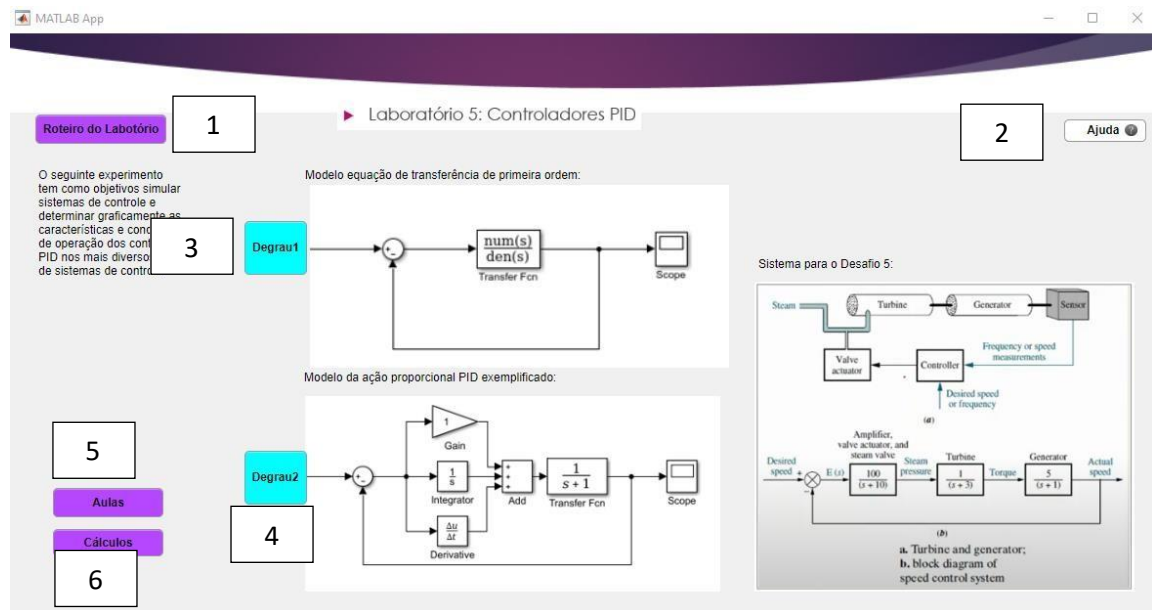 MATLAB App
Roteiro do Labotório
1
Laboratório 5: Controladores PID
2
Ajuda
O seguinte experimento
tem como objetivos simular
sistemas de controle e
determinar graficamente as
características e
de operação dos
PID nos mais diversos
de sistemas de
3
Modelo equação de transferência de primeira ordem:
Degrau1
num(s)
den(s)
Transfer Fcn
Scope
Modelo da ação proporcional PID exemplificado:
5
Aulas
Cálculos
6
Degrau2
4
1
Gain
1
s
Integrator
Δu
Δt
Derivative
+
+
+
Add
1
s + 1
Transfer Fcn
Scope
Sistema para o Desafio 5:
Steam
Turbine
Generator
Sensor
Frequency or speed
measurements
Valve
actuator
Controller
Desired speed
or frequency
(a)
Amplifier,
valve actuator, and
steam valve
Desired
speed
+
−
E (s)
100
(s + 10)
Steam
pressure
Turbine
1
(s + 3)
Torque
Generator
5
(s + 1)
Actual
speed
(b)
a. Turbine and generator;
b. block diagram of
speed control system